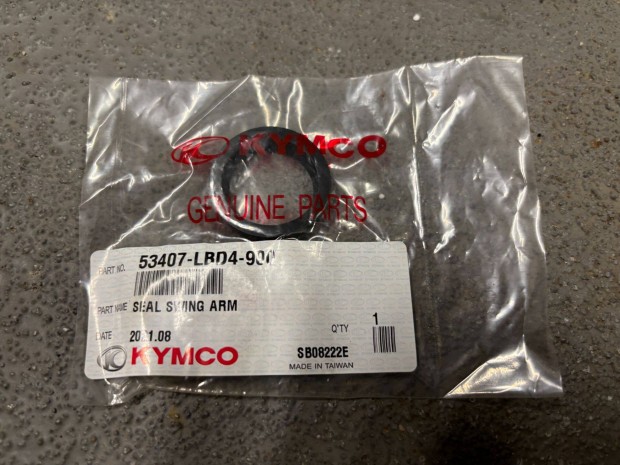 KYMCO
GENUINE PARTS
PART NO. 53407-LBD4-900
PART NAME SEAL SWING ARM
DATE 2021.08 Q'TY 1
KYMCO SB08222E
MADE IN TAIWAN